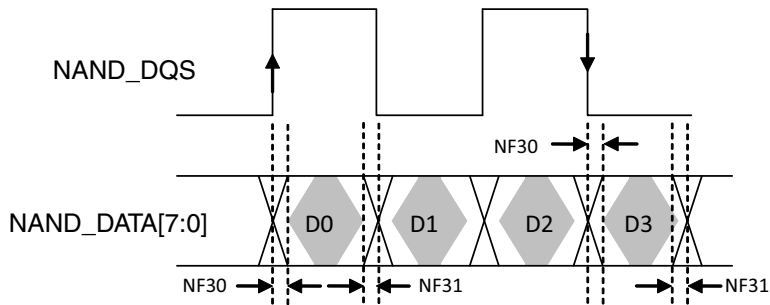 NAND_DQS
NF30
NAND_DATA[7:0]
D0 D1 D2 D3
NF30 NF31 NF31